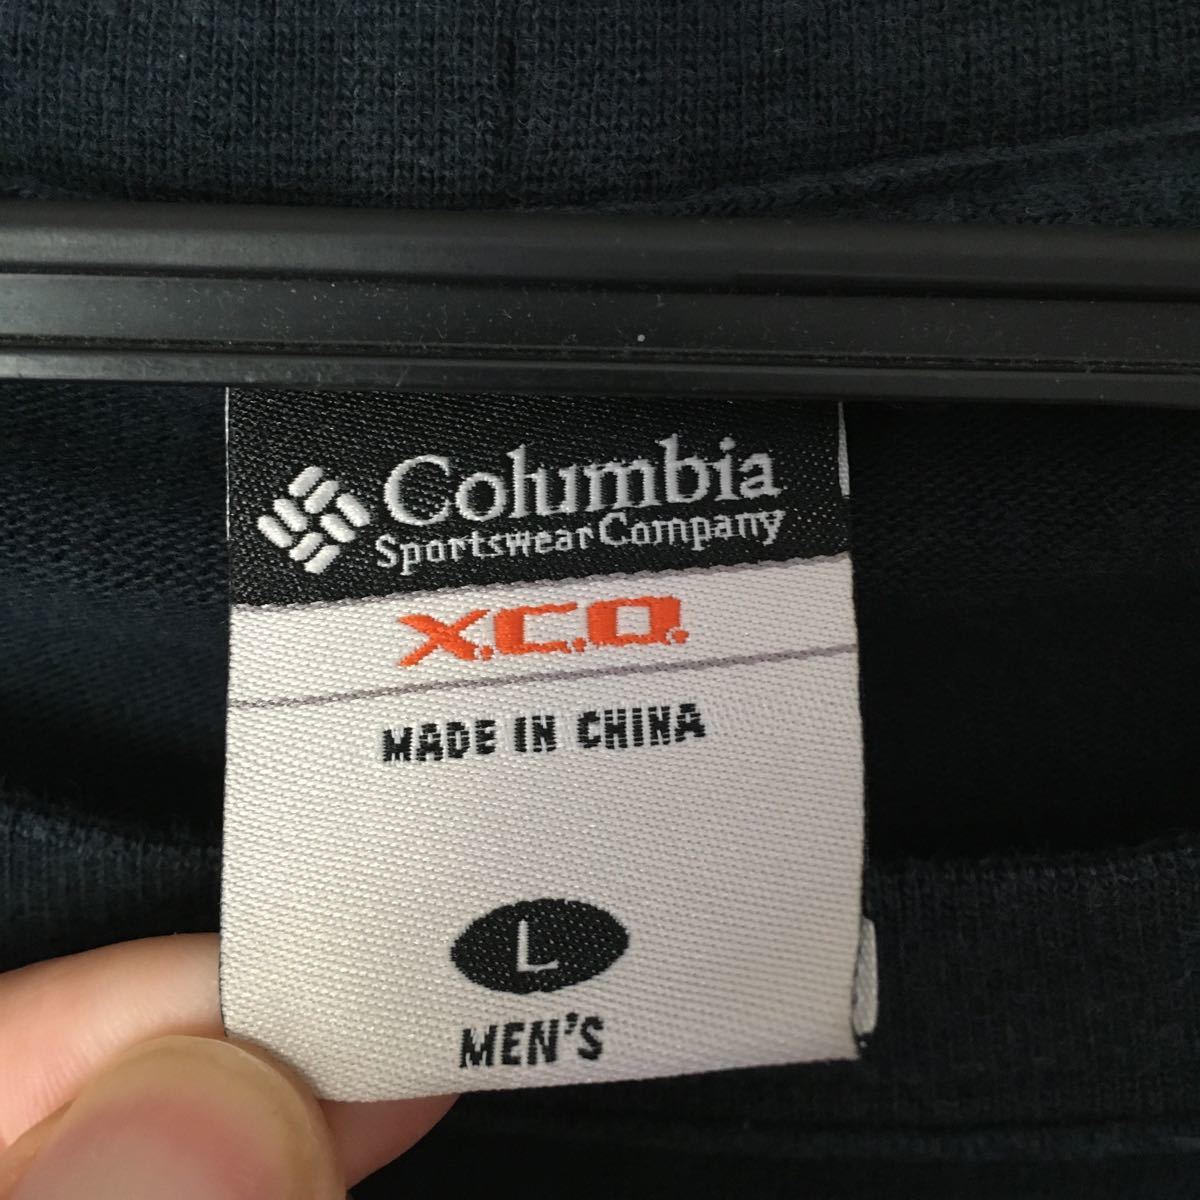 Columbia
Sportswear Company
X.C.O.
MADE IN CHINA
L
MEN'S